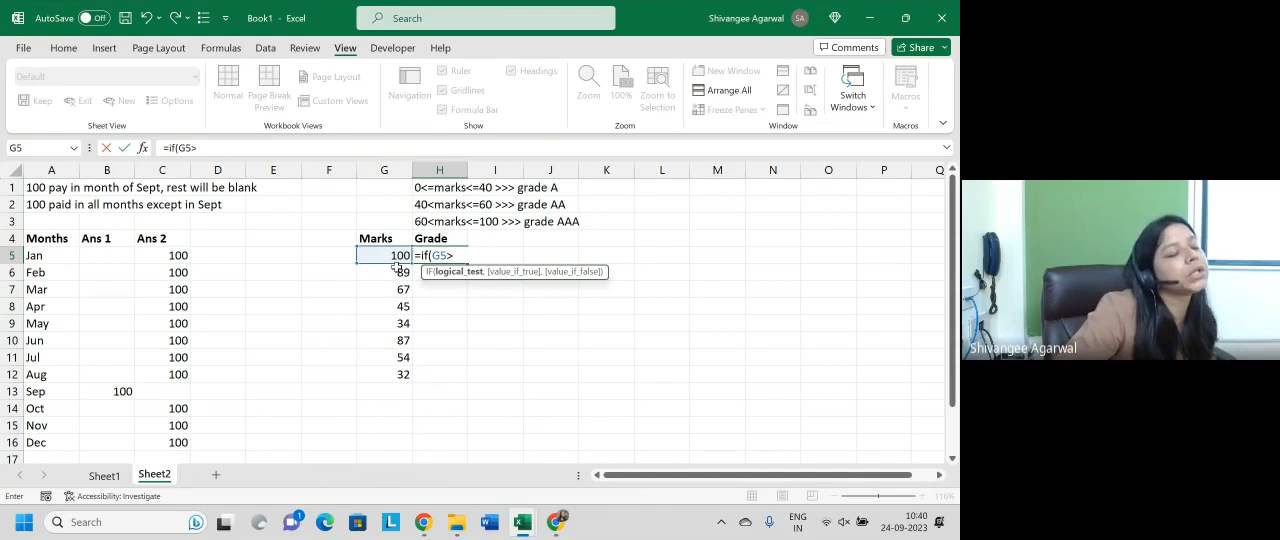 AutoSave Off Book1 - Excel Search Shivangee Agarwal SA
File Home Insert Page Layout Formulas Data Review View Developer Help Comments Share
Default
Keep Exit New Options
Sheet View
Normal Page Break Preview Page Layout Custom Views
Workbook Views
Navigation Ruler Gridlines Formula Bar Headings
Show
Zoom 100% Zoom to Selection
Zoom
New Window Arrange All Freeze Panes Switch Windows
Window
Macros
Macros
G5 fx =if(G5>
A B C D E F G H I J K L M N O P Q
1 100 pay in month of Sept, rest will be blank 0<=marks<=40 >>> grade A
2 100 paid in all months except in Sept 40<marks<=60 >>> grade AA
3 60<marks<=100 >>> grade AAA
4 Months Ans 1 Ans 2 Marks Grade
5 Jan 100 100 =if(G5>
6 Feb 100 89 IF(logical_test, [value_if_true], [value_if_false])
7 Mar 100 67
8 Apr 100 45
9 May 100 34
10 Jun 100 87
11 Jul 100 54
12 Aug 100 32
13 Sep 100
14 Oct 100
15 Nov 100
16 Dec 100
17
Sheet1 Sheet2
Enter Accessibility: Investigate 116%
Search 1 L ENG IN 10:40 24-09-2023
Shivangee Agarwal